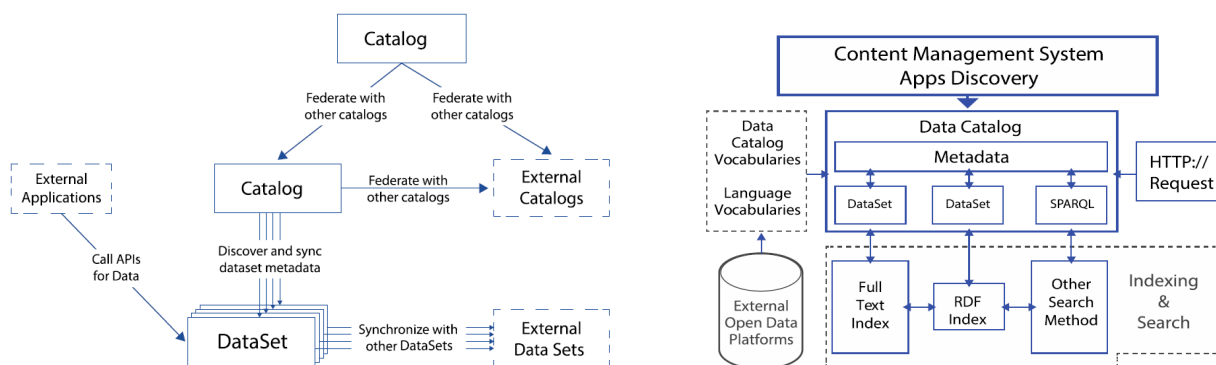 Catalog
Federate with
other catalogs
Federate with
other catalogs
External
Applications
Catalog
Federate with
other catalogs
External
Catalogs
Call APIs
for Data
Discover and sync
dataset metadata
DataSet
Synchronize with
other DataSets
External
Data Sets
Content Management System
Apps Discovery
Data
Catalog
Vocabularies
Language
Vocabularies
Data Catalog
Metadata
DataSet
DataSet
SPARQL
HTTP://
Request
External
Open Data
Platforms
Full
Text
Index
RDF
Index
Other
Search
Method
Indexing
&
Search